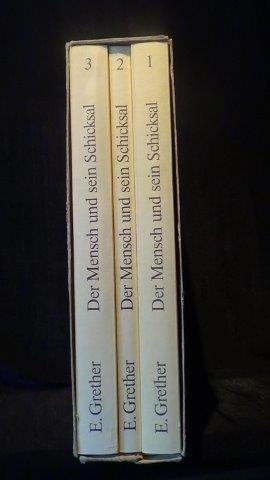 E. Grether Der Mensch und sein Schicksal 3
E. Grether Der Mensch und sein Schicksal 2
E. Grether Der Mensch und sein Schicksal 1